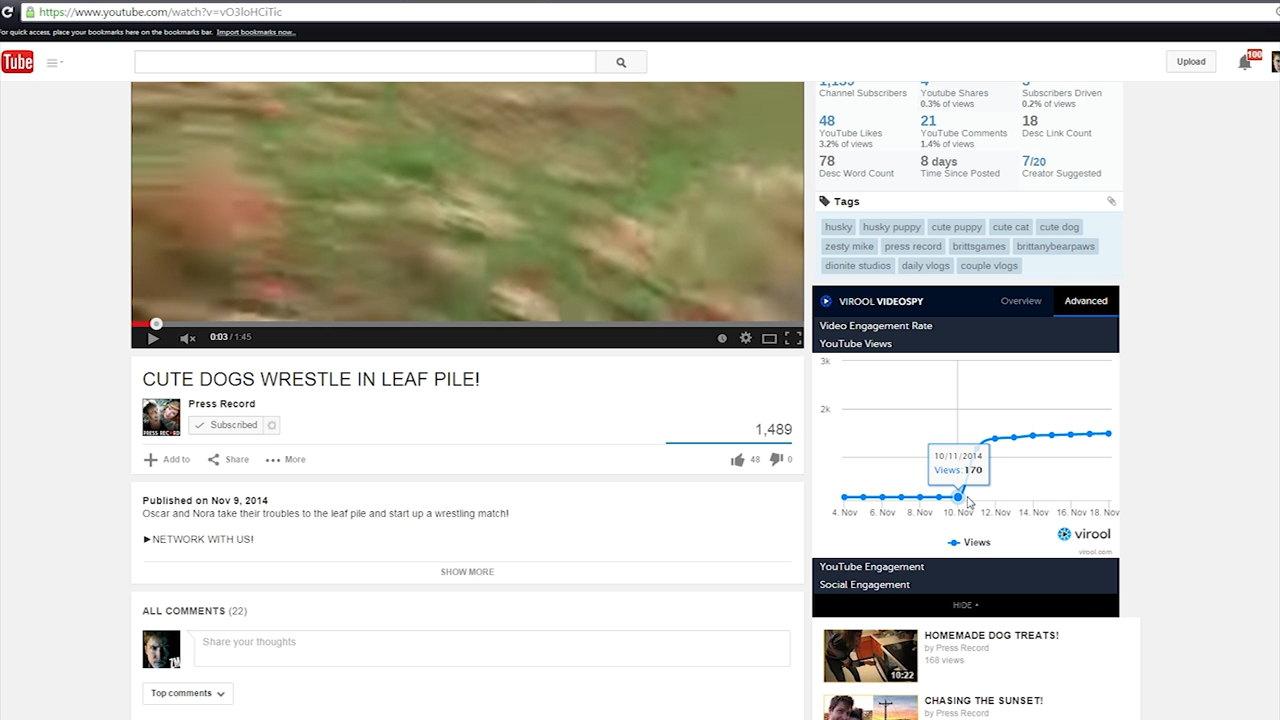 https://www.youtube.com/watch?v=vO3loHCiTic
For quick access, place your bookmarks here on the bookmarks bar. Import bookmarks now...
Tube
Upload
100
1,139 4 3
Channel Subscribers Youtube Shares Subscribers Driven
0.3% of views 0.2% of views
48 21 18
YouTube Likes YouTube Comments Desc Link Count
3.2% of views 1.4% of views
78 8 days 7/20
Desc Word Count Time Since Posted Creator Suggested
Tags
husky husky puppy cute puppy cute cat cute dog
zesty mike press record brittsgames brittanybearpaws
dionite studios daily vlogs couple vlogs
VIROOL VIDEOSPY Overview Advanced
Video Engagement Rate
YouTube Views
3k
2k
10/11/2014
Views: 170
4. Nov 6. Nov 8. Nov 10. Nov 12. Nov 14. Nov 16. Nov 18. Nov
Views
virool
virool.com
YouTube Engagement
Social Engagement
HIDE
0:03 / 1:45
CUTE DOGS WRESTLE IN LEAF PILE!
PRESS RECORD
Press Record
Subscribed
1,489
Add to Share More 48 0
Published on Nov 9, 2014
Oscar and Nora take their troubles to the leaf pile and start up a wrestling match!
►NETWORK WITH US!
SHOW MORE
ALL COMMENTS (22)
Share your thoughts
Top comments
10:22
HOMEMADE DOG TREATS!
by Press Record
168 views
CHASING THE SUNSET!
by Press Record